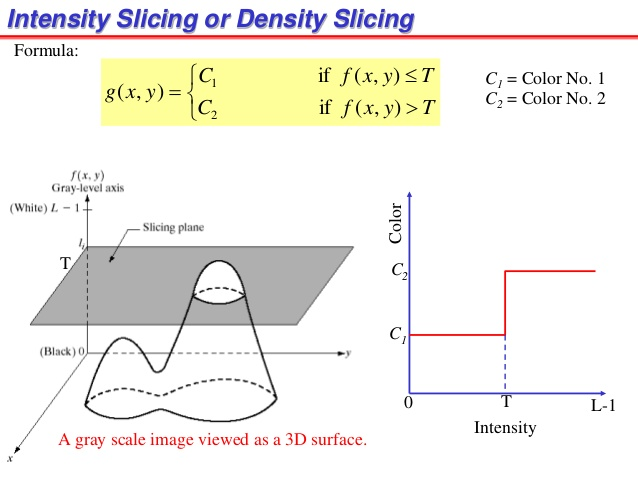 Intensity Slicing or Density Slicing
Formula:
g(x, y) = { C1 if f(x, y) ≤ T
C2 if f(x, y) > T
C1 = Color No. 1
C2 = Color No. 2
f(x, y)
Gray-level axis
(White) L − 1
li
Slicing plane
T
(Black) 0
y
x
A gray scale image viewed as a 3D surface.
Color
C2
C1
0
T
L-1
Intensity